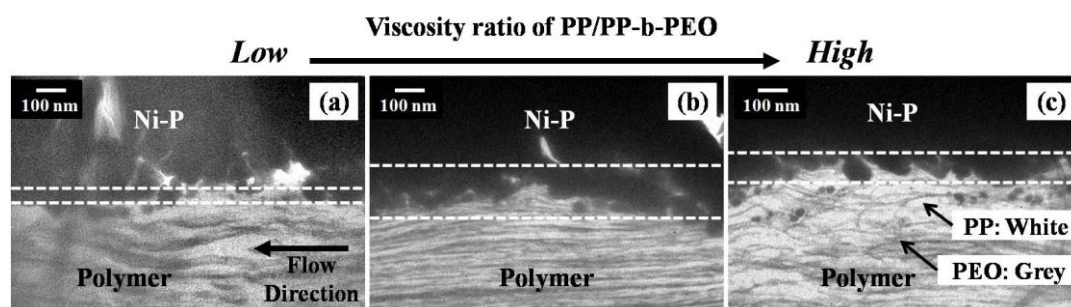 Viscosity ratio of PP/PP-b-PEO
Low
High
100 nm
Ni-P
(a)
Polymer
Flow
Direction
100 nm
Ni-P
(b)
Polymer
100 nm
Ni-P
(c)
PP: White
PEO: Grey
Polymer